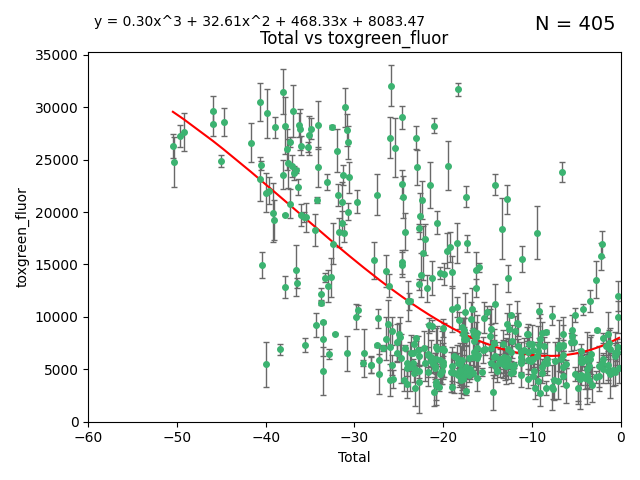 y = 0.30x^3 + 32.61x^2 + 468.33x + 8083.47
N = 405
Total vs toxgreen_fluor
35000
30000
25000
20000
15000
10000
5000
0
toxgreen_fluor
−60 −50 −40 −30 −20 −10 0
Total